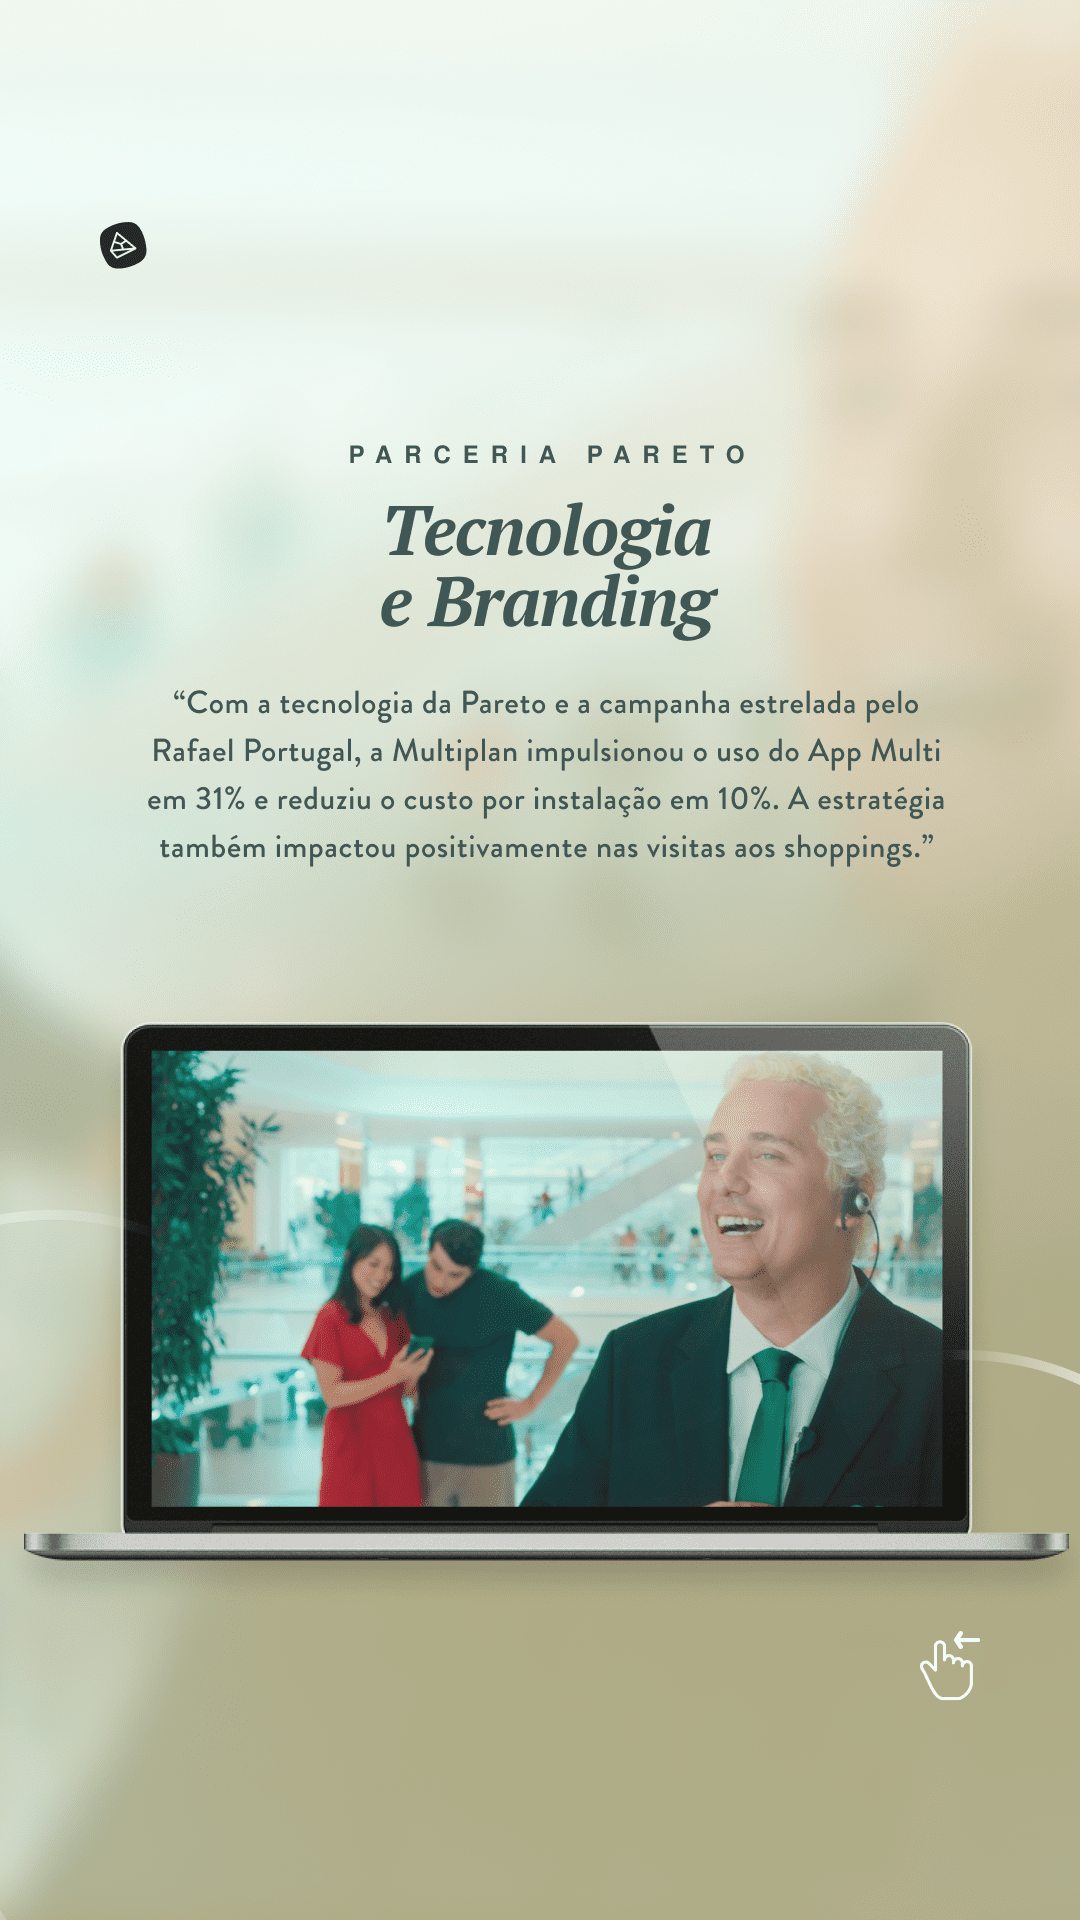 PARCERIA PARETO
Tecnologia
e Branding
“Com a tecnologia da Pareto e a campanha estrelada pelo
Rafael Portugal, a Multiplan impulsionou o uso do App Multi
em 31% e reduziu o custo por instalação em 10%. A estratégia
também impactou positivamente nas visitas aos shoppings.”